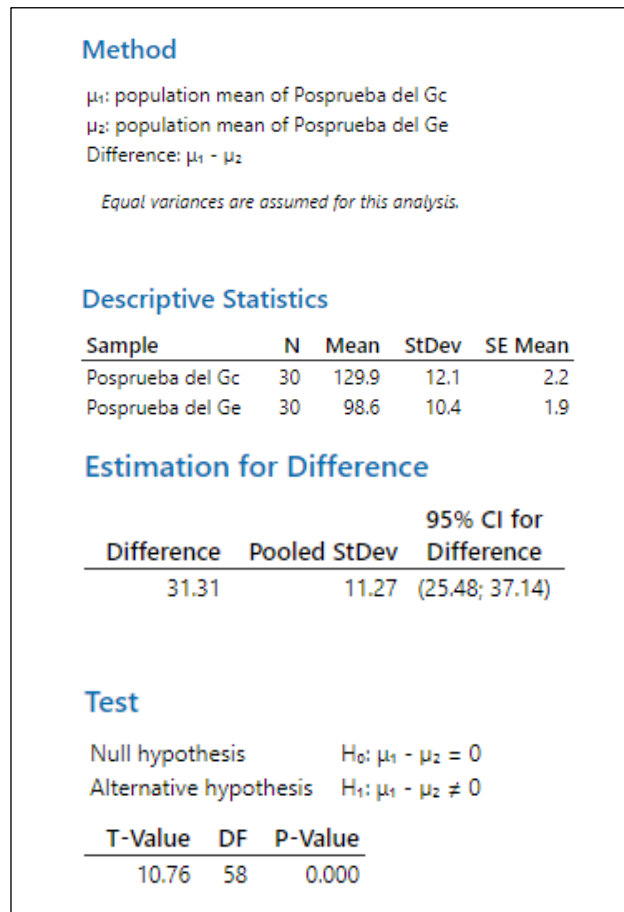 Method
μ₁: population mean of Posprueba del Gc
μ₂: population mean of Posprueba del Ge
Difference: μ₁ - μ₂
Equal variances are assumed for this analysis.
Descriptive Statistics
Sample N Mean StDev SE Mean
Posprueba del Gc 30 129.9 12.1 2.2
Posprueba del Ge 30 98.6 10.4 1.9
Estimation for Difference
95% CI for
Difference Pooled StDev Difference
31.31 11.27 (25.48; 37.14)
Test
Null hypothesis H₀: μ₁ - μ₂ = 0
Alternative hypothesis H₁: μ₁ - μ₂ ≠ 0
T-Value DF P-Value
10.76 58 0.000